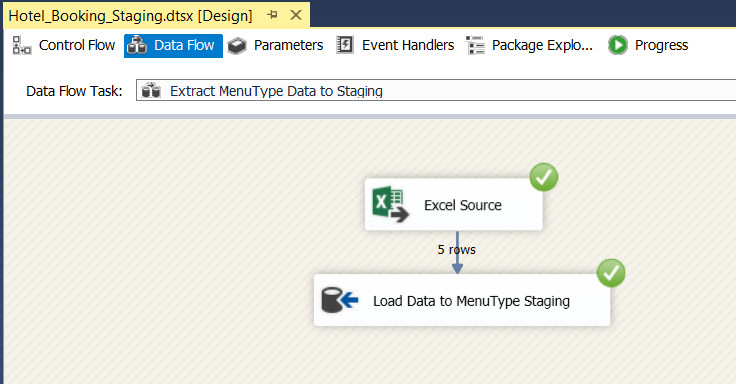 Hotel_Booking_Staging.dtsx [Design]
Control Flow Data Flow Parameters Event Handlers Package Explo... Progress
Data Flow Task: Extract MenuType Data to Staging
Excel Source
5 rows
Load Data to MenuType Staging